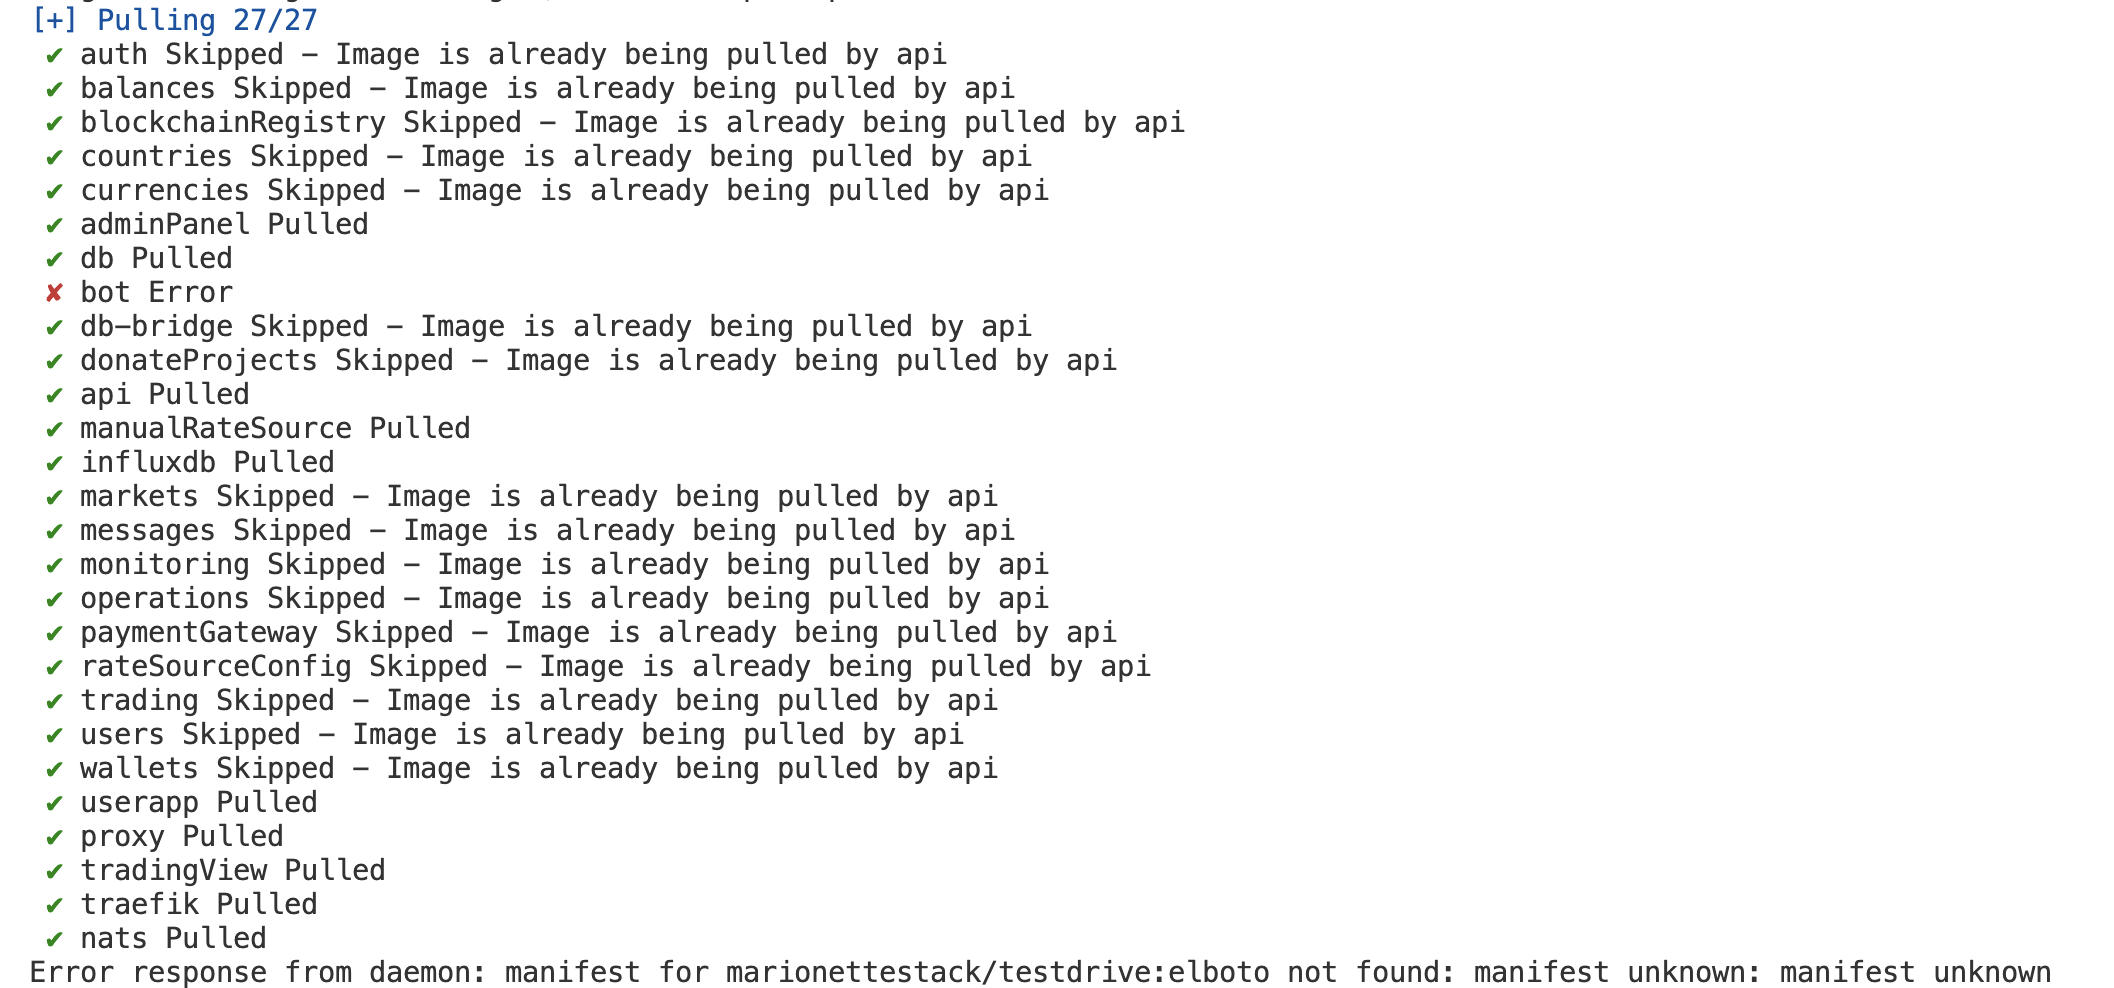 [+] Pulling 27/27
✔ auth Skipped – Image is already being pulled by api
✔ balances Skipped – Image is already being pulled by api
✔ blockchainRegistry Skipped – Image is already being pulled by api
✔ countries Skipped – Image is already being pulled by api
✔ currencies Skipped – Image is already being pulled by api
✔ adminPanel Pulled
✔ db Pulled
✘ bot Error
✔ db-bridge Skipped – Image is already being pulled by api
✔ donateProjects Skipped – Image is already being pulled by api
✔ api Pulled
✔ manualRateSource Pulled
✔ influxdb Pulled
✔ markets Skipped – Image is already being pulled by api
✔ messages Skipped – Image is already being pulled by api
✔ monitoring Skipped – Image is already being pulled by api
✔ operations Skipped – Image is already being pulled by api
✔ paymentGateway Skipped – Image is already being pulled by api
✔ rateSourceConfig Skipped – Image is already being pulled by api
✔ trading Skipped – Image is already being pulled by api
✔ users Skipped – Image is already being pulled by api
✔ wallets Skipped – Image is already being pulled by api
✔ userapp Pulled
✔ proxy Pulled
✔ tradingView Pulled
✔ traefik Pulled
✔ nats Pulled
Error response from daemon: manifest for marionettestack/testdrive:elboto not found: manifest unknown: manifest unknown